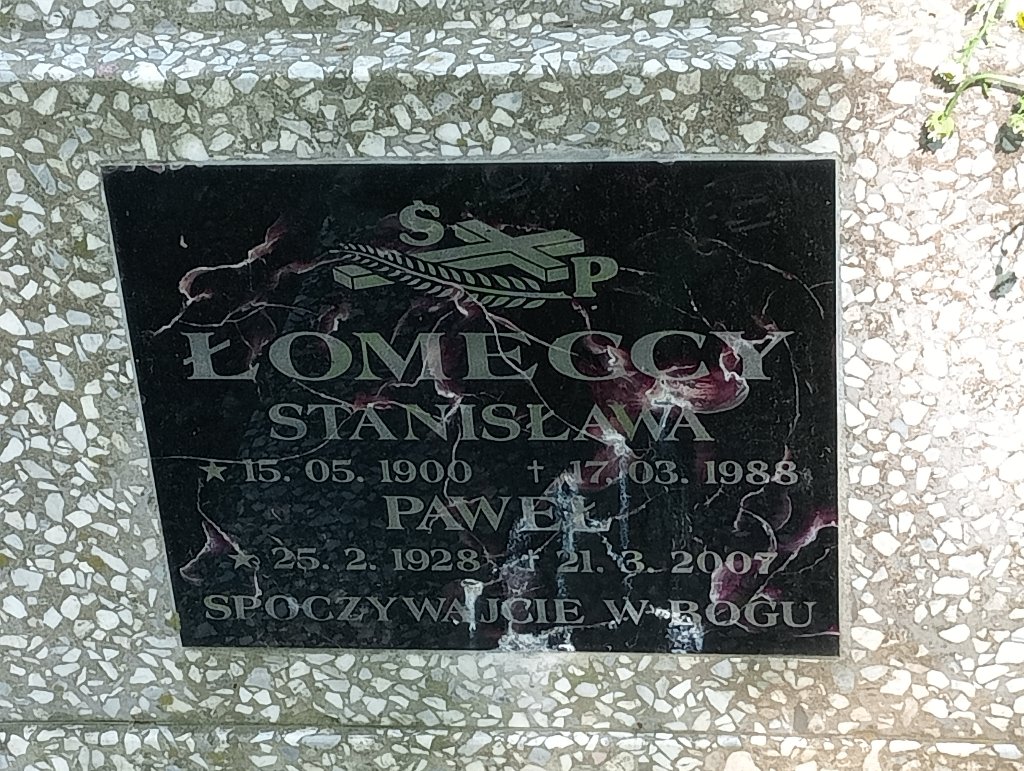 Ś P
ŁOMECCY
STANISŁAWA
★ 15. 05. 1900 † 17. 03. 1988
PAWEŁ
★ 25. 2. 1928 † 21. 3. 2007
SPOCZYWAJCIE W BOGU